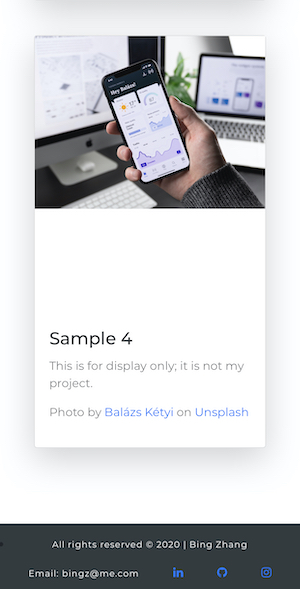 Hey Balázs!
Sample 4
This is for display only; it is not my
project.
Photo by Balázs Kétyi on Unsplash
All rights reserved © 2020 | Bing Zhang
Email: bingz@me.com